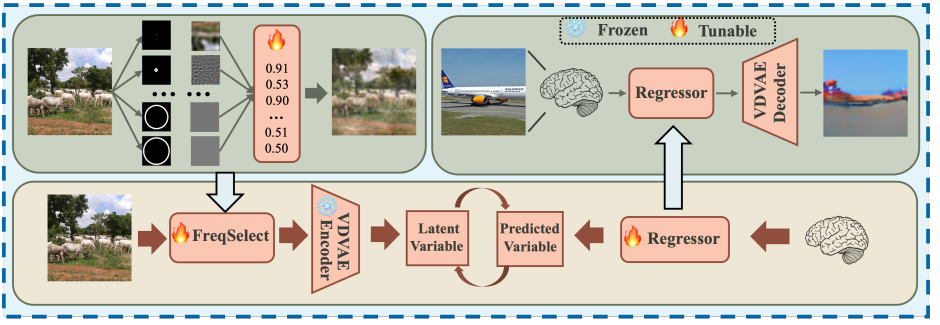 0.91
0.53
0.90
...
0.51
0.50
Frozen
Tunable
Regressor
VDVAE
Decoder
FreqSelect
VDVAE
Encoder
Latent
Variable
Predicted
Variable
Regressor